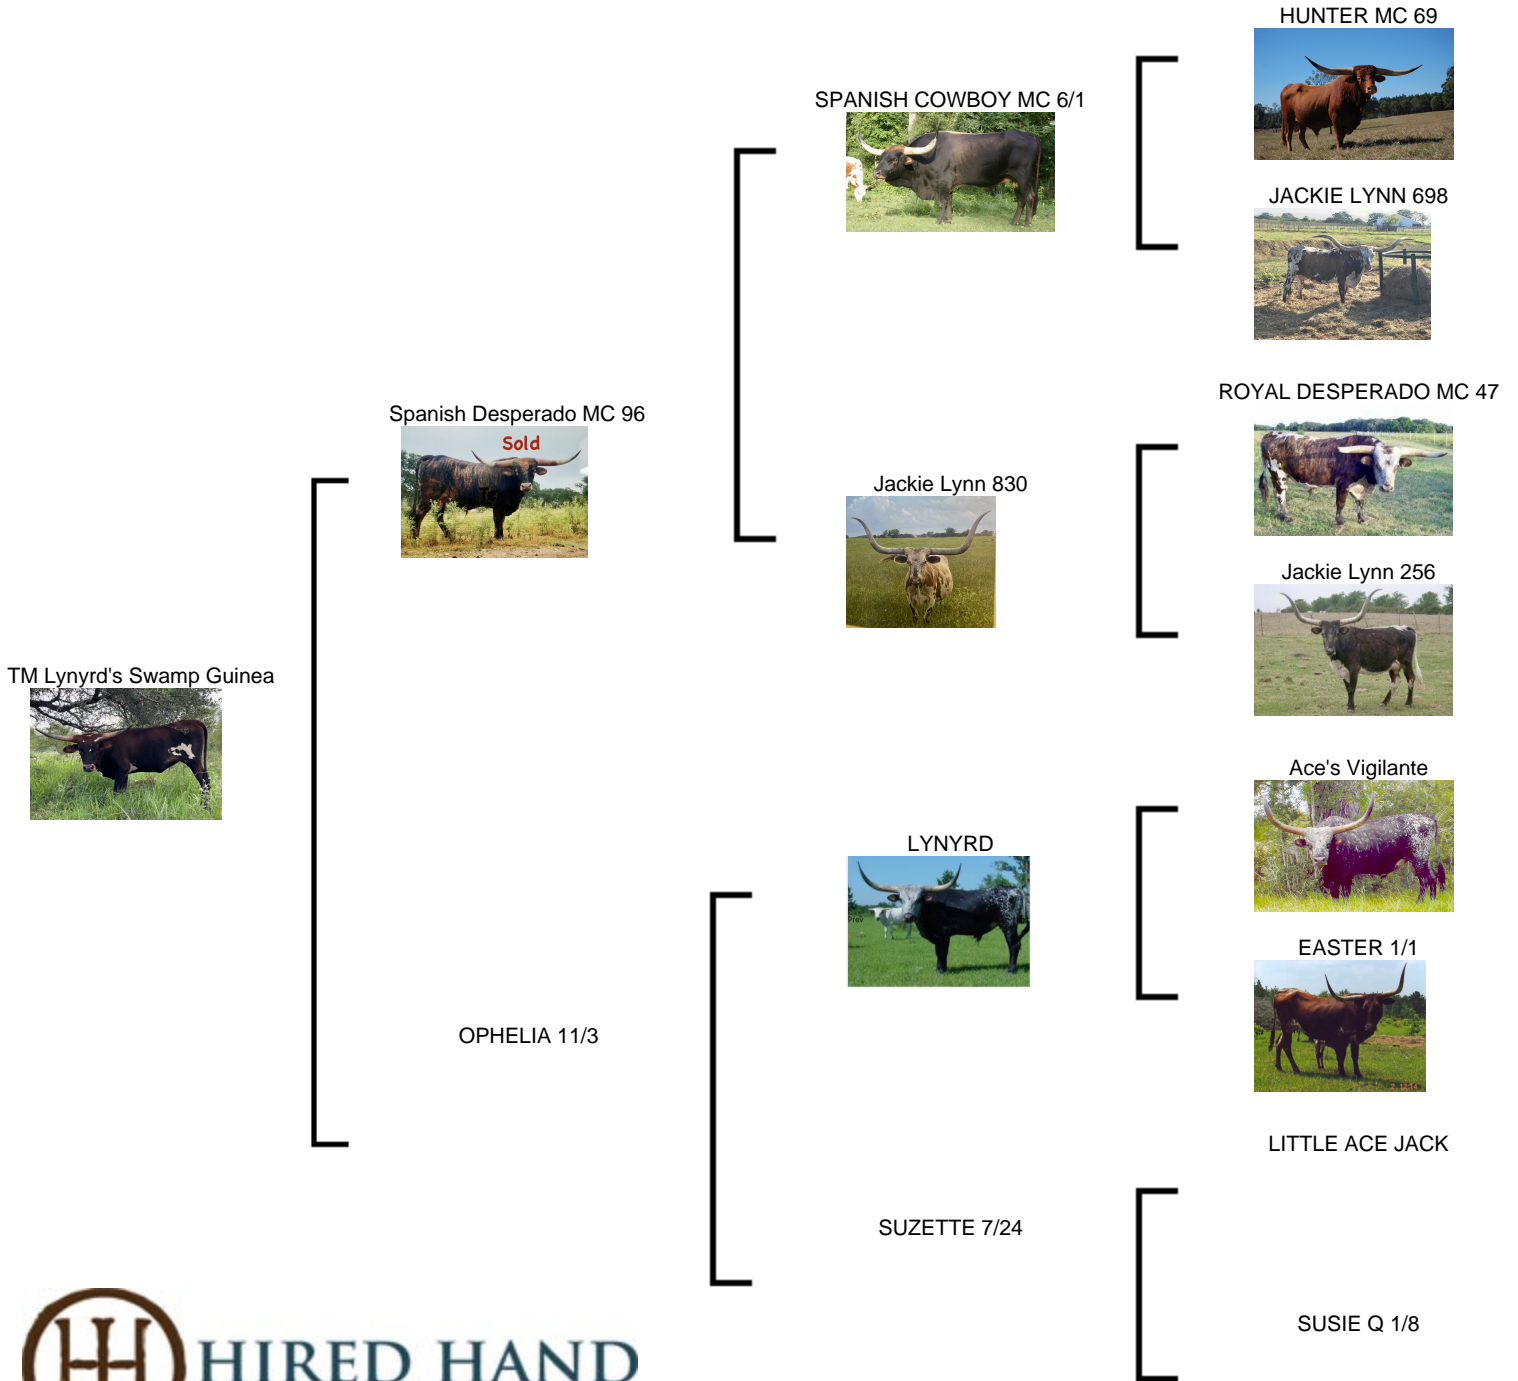 HUNTER MC 69
SPANISH COWBOY MC 6/1
JACKIE LYNN 698
Spanish Desperado MC 96
Sold
Jackie Lynn 830
ROYAL DESPERADO MC 47
Jackie Lynn 256
TM Lynyrd's Swamp Guinea
Ace's Vigilante
LYNYRD
Prev
EASTER 1/1
OPHELIA 11/3
LITTLE ACE JACK
SUZETTE 7/24
SUSIE Q 1/8
HIRED HAND